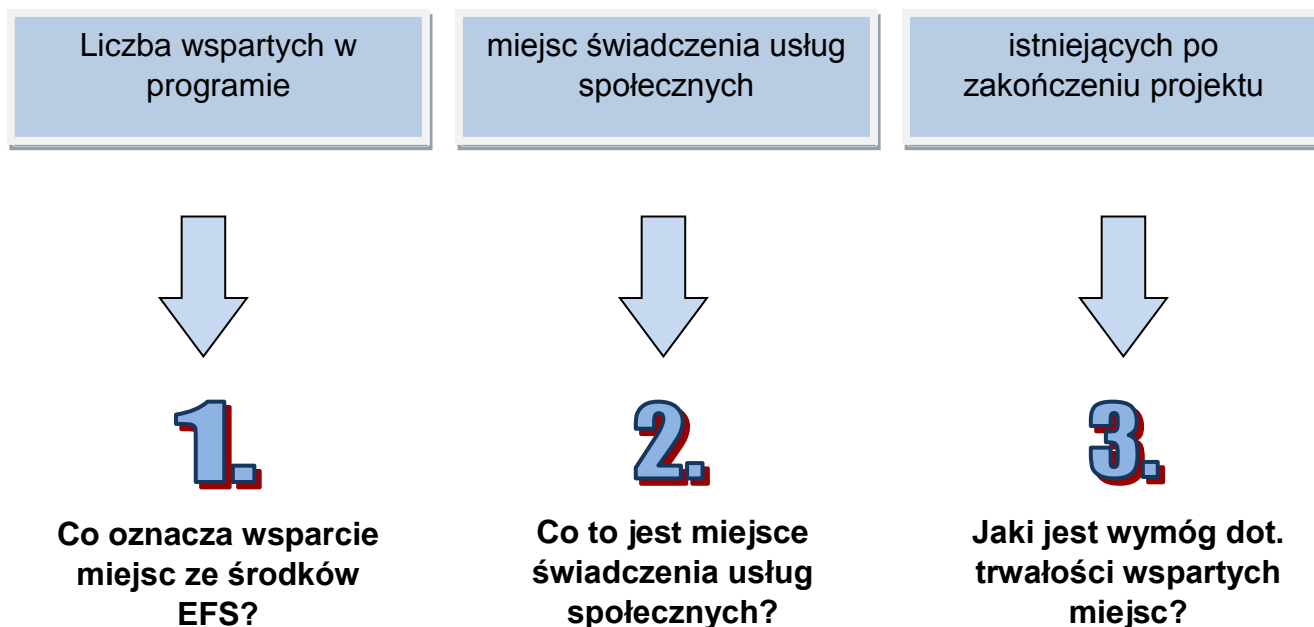 Liczba wspartych w
programie
miejsc świadczenia usług
społecznych
istniejących po
zakończeniu projektu
1.
2.
3.
Co oznacza wsparcie
miejsc ze środków
EFS?
Co to jest miejsce
świadczenia usług
społecznych?
Jaki jest wymóg dot.
trwałości wspartych
miejsc?